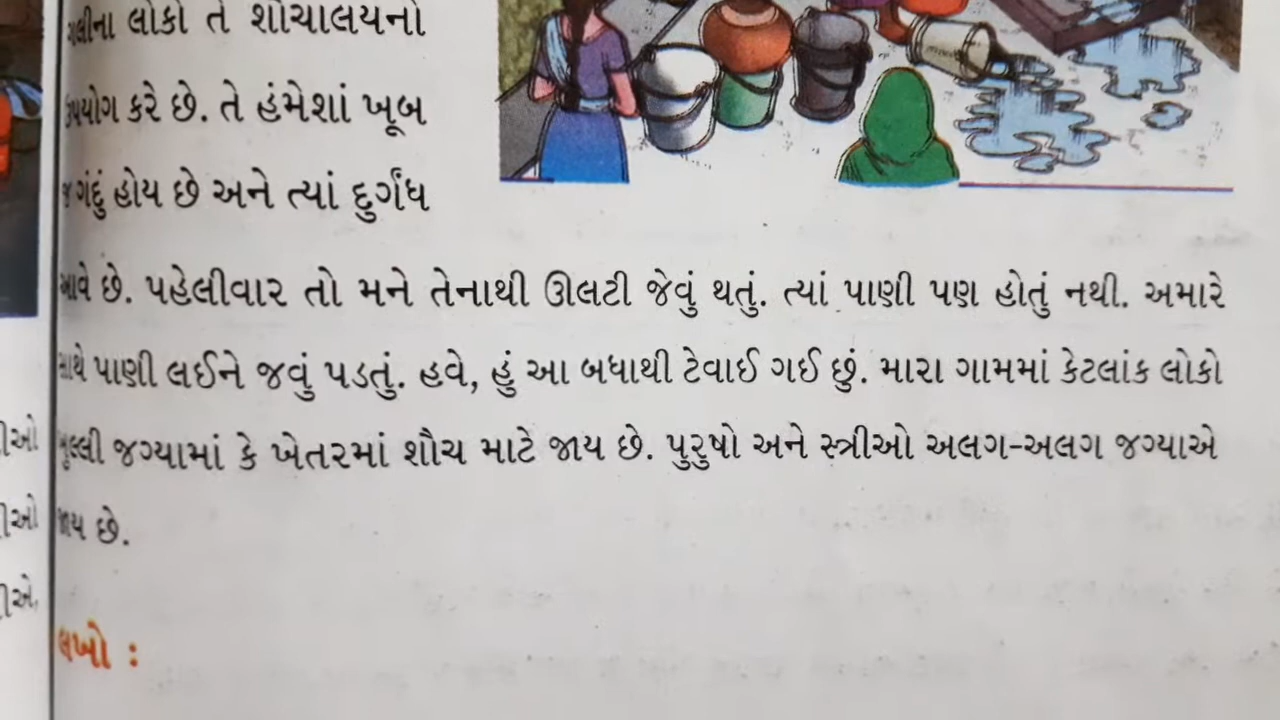 ગલીના લોકો તે શૌચાલયનો
ઉપયોગ કરે છે. તે હંમેશાં ખૂબ
જ ગંદું હોય છે અને ત્યાં દુર્ગંધ
આવે છે. પહેલીવાર તો મને તેનાથી ઊલટી જેવું થતું. ત્યાં પાણી પણ હોતું નથી. અમારે
સાથે પાણી લઈને જવું પડતું. હવે, હું આ બધાથી ટેવાઈ ગઈ છું. મારા ગામમાં કેટલાંક લોકો
ખુલ્લી જગ્યામાં કે ખેતરમાં શૌચ માટે જાય છે. પુરુષો અને સ્ત્રીઓ અલગ-અલગ જગ્યાએ
જાય છે.
લખો :